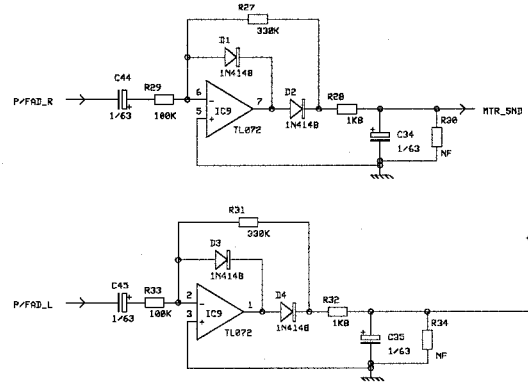 R27
330K
D1
1N4148
C44
R29
6
7
D2
R28
P/FAD_R
5
IC9
MTR_SND
1/63
100K
TL072
1N4148
1K8
C34
R30
1/63
NF
R31
330K
D3
1N4148
C45
R33
2
1
D4
R32
P/FAD_L
3
IC9
1/63
100K
TL072
1N4148
1K8
C35
R34
1/63
NF